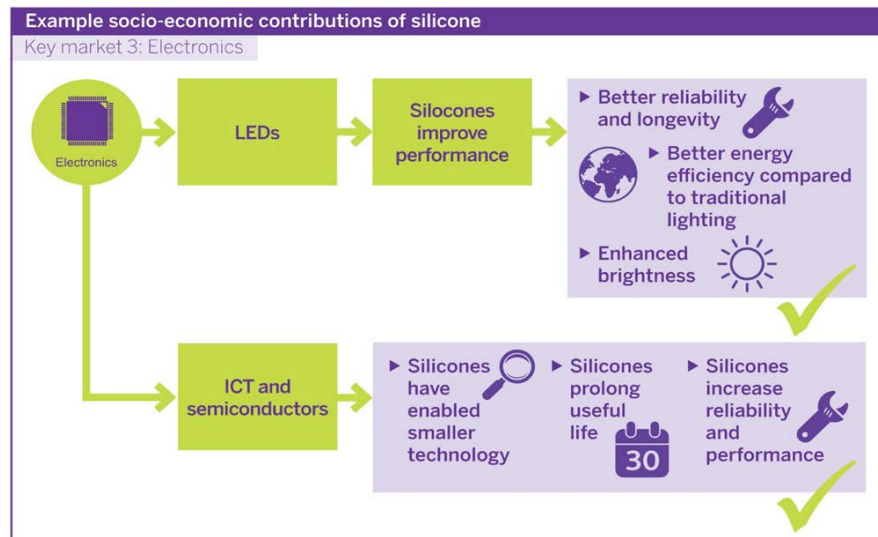 Example socio-economic contributions of silicone
Key market 3: Electronics
Electronics
LEDs
Silocones
improve
performance
▶ Better reliability
and longevity
▶ Better energy
efficiency compared
to traditional
lighting
▶ Enhanced
brightness
ICT and
semiconductors
▶ Silicones
have
enabled
smaller
technology
▶ Silicones
prolong
useful
life
30
▶ Silicones
increase
reliability
and
performance